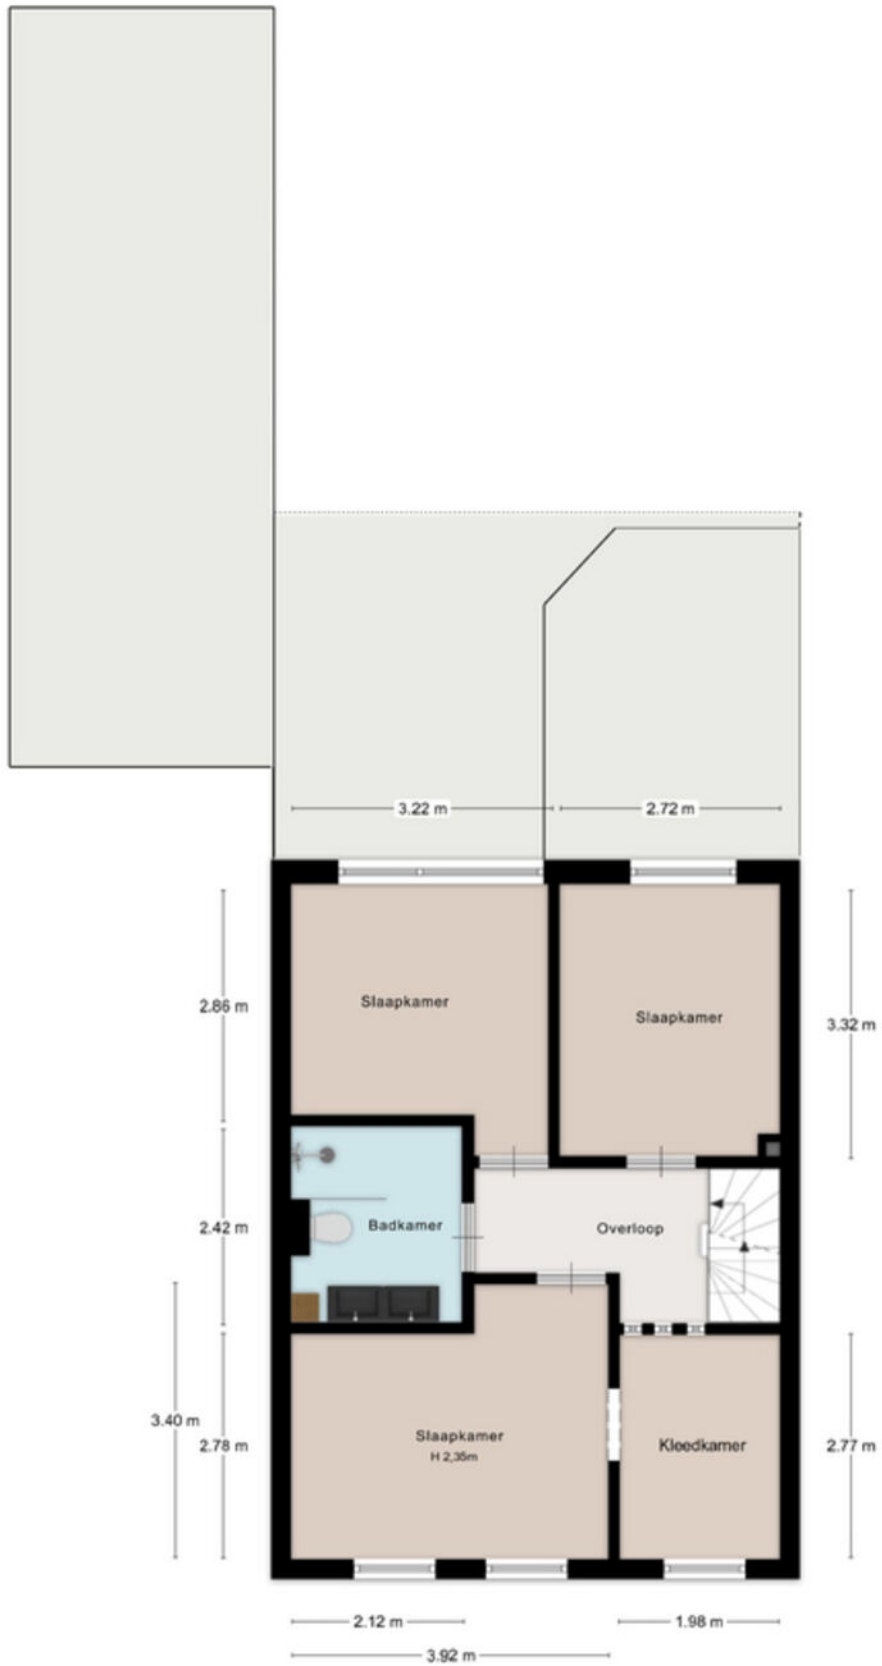 3.22 m
2.72 m
Slaapkamer
2.86 m
Slaapkamer
3.32 m
Badkamer
2.42 m
Overloop
3.40 m
Slaapkamer
H 2,35m
2.78 m
Kleedkamer
2.77 m
2.12 m
1.98 m
3.92 m